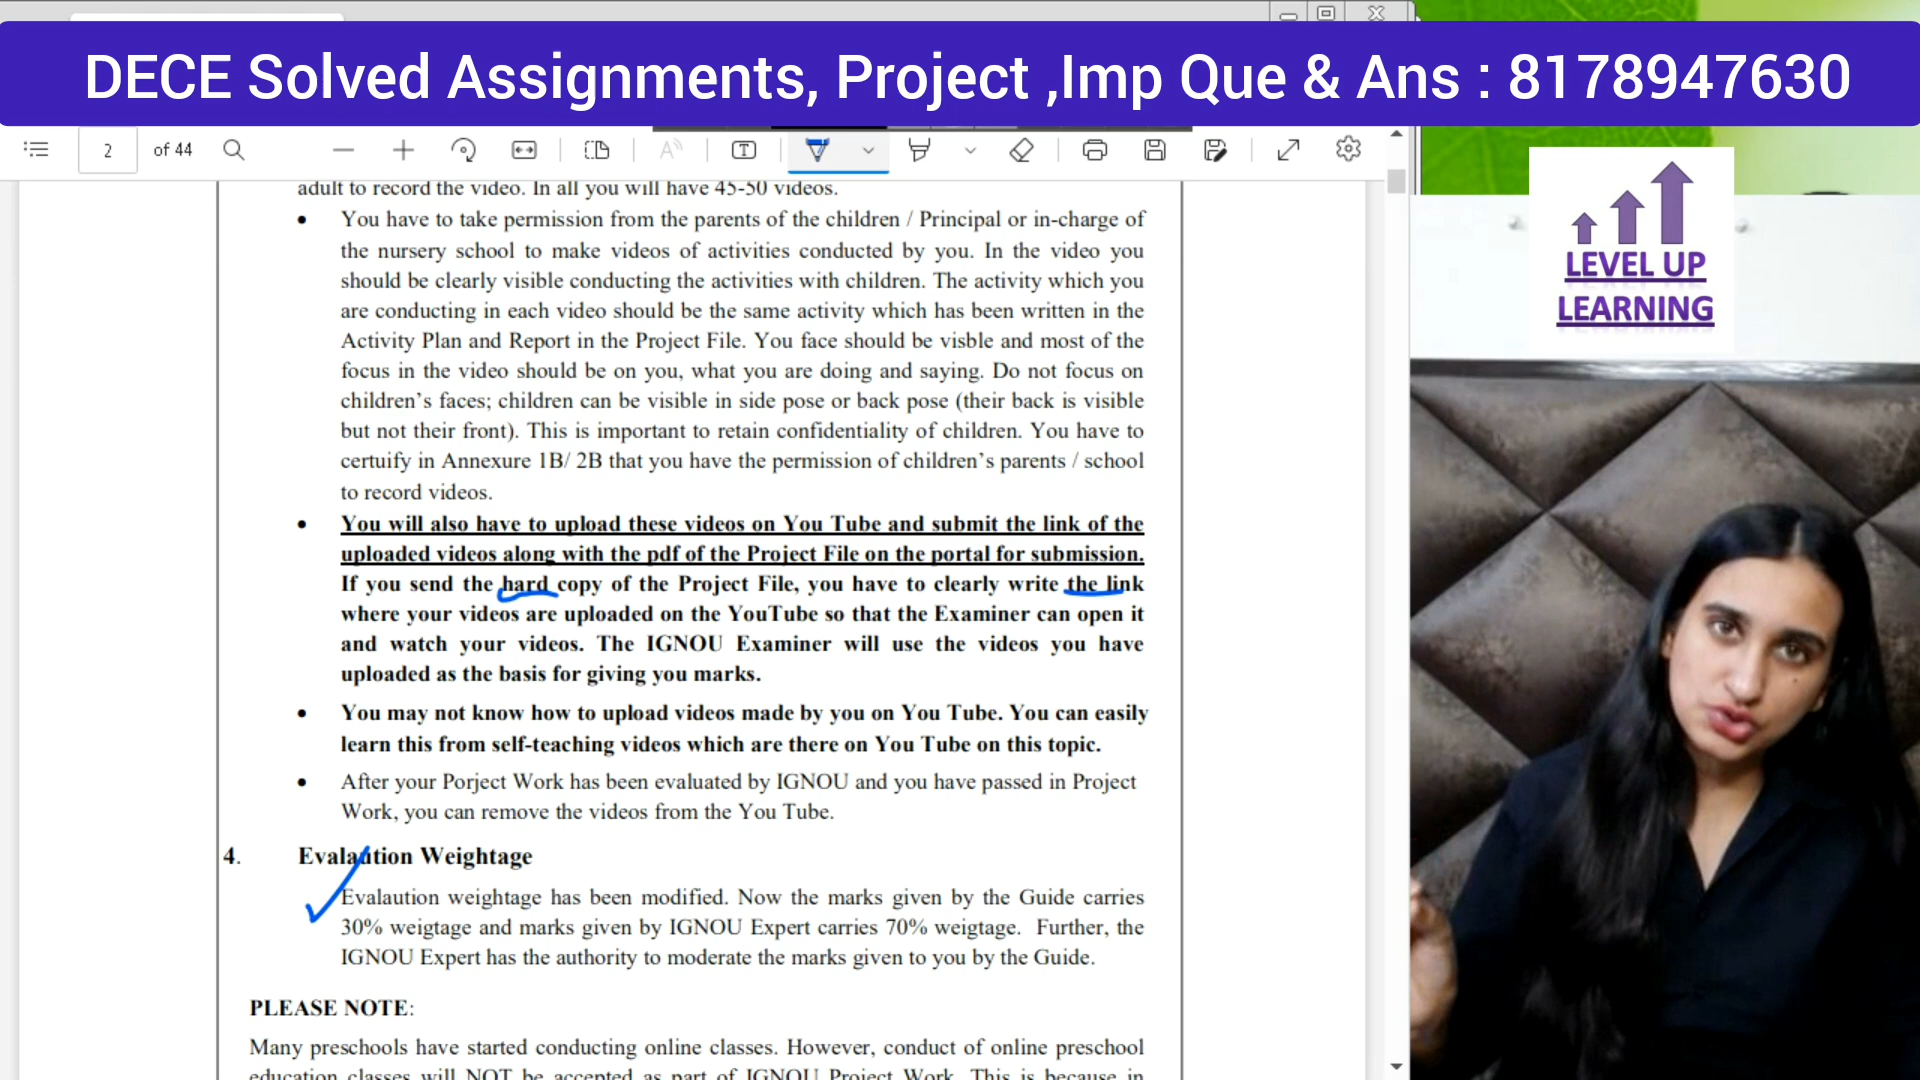 DECE Solved Assignments, Project ,Imp Que & Ans : 8178947630
2
of 44
LEVEL UP
LEARNING
adult to record the video. In all you will have 45-50 videos.
• You have to take permission from the parents of the children / Principal or in-charge of
the nursery school to make videos of activities conducted by you. In the video you
should be clearly visible conducting the activities with children. The activity which you
are conducting in each video should be the same activity which has been written in the
Activity Plan and Report in the Project File. You face should be visble and most of the
focus in the video should be on you, what you are doing and saying. Do not focus on
children's faces; children can be visible in side pose or back pose (their back is visible
but not their front). This is important to retain confidentiality of children. You have to
certuify in Annexure 1B/ 2B that you have the permission of children's parents / school
to record videos.
• You will also have to upload these videos on You Tube and submit the link of the
uploaded videos along with the pdf of the Project File on the portal for submission.
If you send the hard copy of the Project File, you have to clearly write the link
where your videos are uploaded on the YouTube so that the Examiner can open it
and watch your videos. The IGNOU Examiner will use the videos you have
uploaded as the basis for giving you marks.
• You may not know how to upload videos made by you on You Tube. You can easily
learn this from self-teaching videos which are there on You Tube on this topic.
• After your Porject Work has been evaluated by IGNOU and you have passed in Project
Work, you can remove the videos from the You Tube.
4. Evalaution Weightage
Evalaution weightage has been modified. Now the marks given by the Guide carries
30% weigtage and marks given by IGNOU Expert carries 70% weigtage. Further, the
IGNOU Expert has the authority to moderate the marks given to you by the Guide.
PLEASE NOTE:
Many preschools have started conducting online classes. However, conduct of online preschool
education classes will NOT be accepted as part of IGNOU Project Work. This is because in